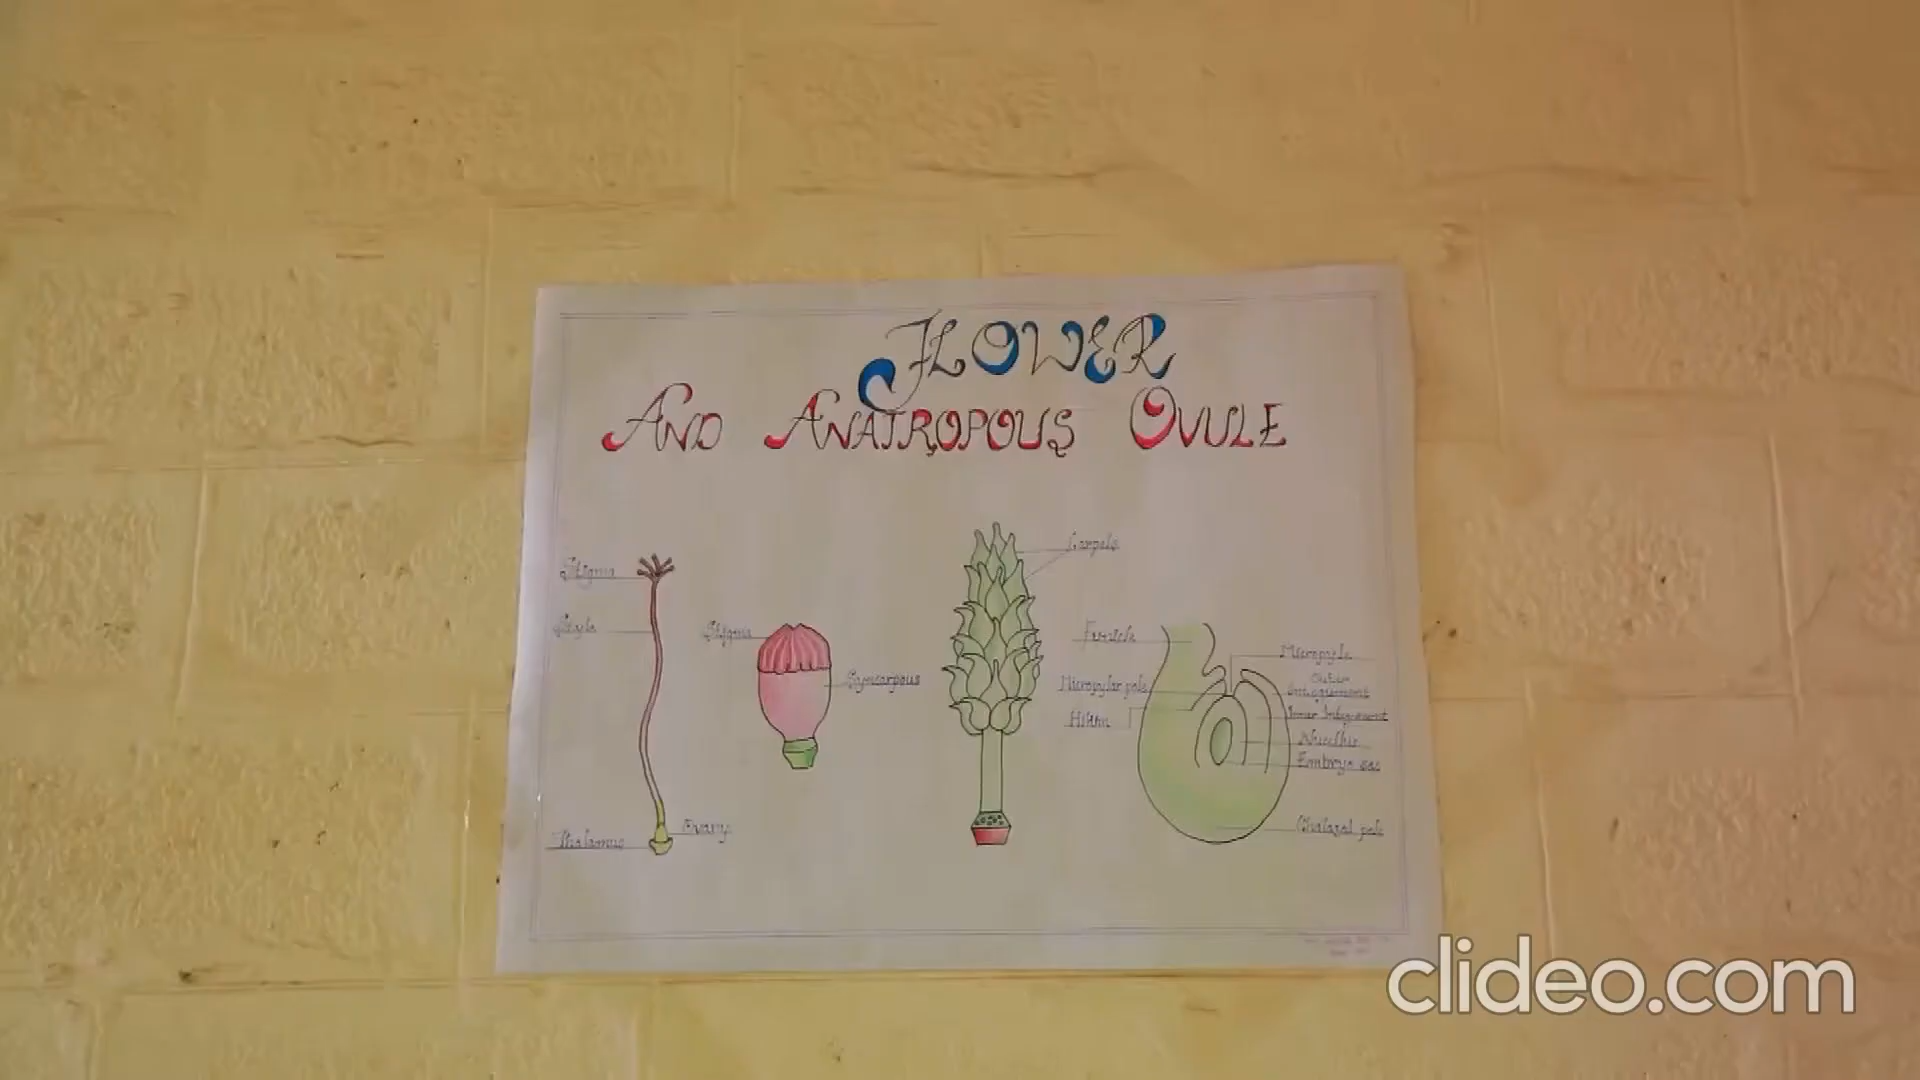 FLOWER
AND ANATROPOUS OVULE
Stigma
Style
Thalamus
Ovary
Stigma
Syncarpous
Carpels
Funicle
Micropylar pole
Hilum
Micropyle
Outer
integument
Inner integument
Nucellus
Embryo sac
Chalazal pole
clideo.com